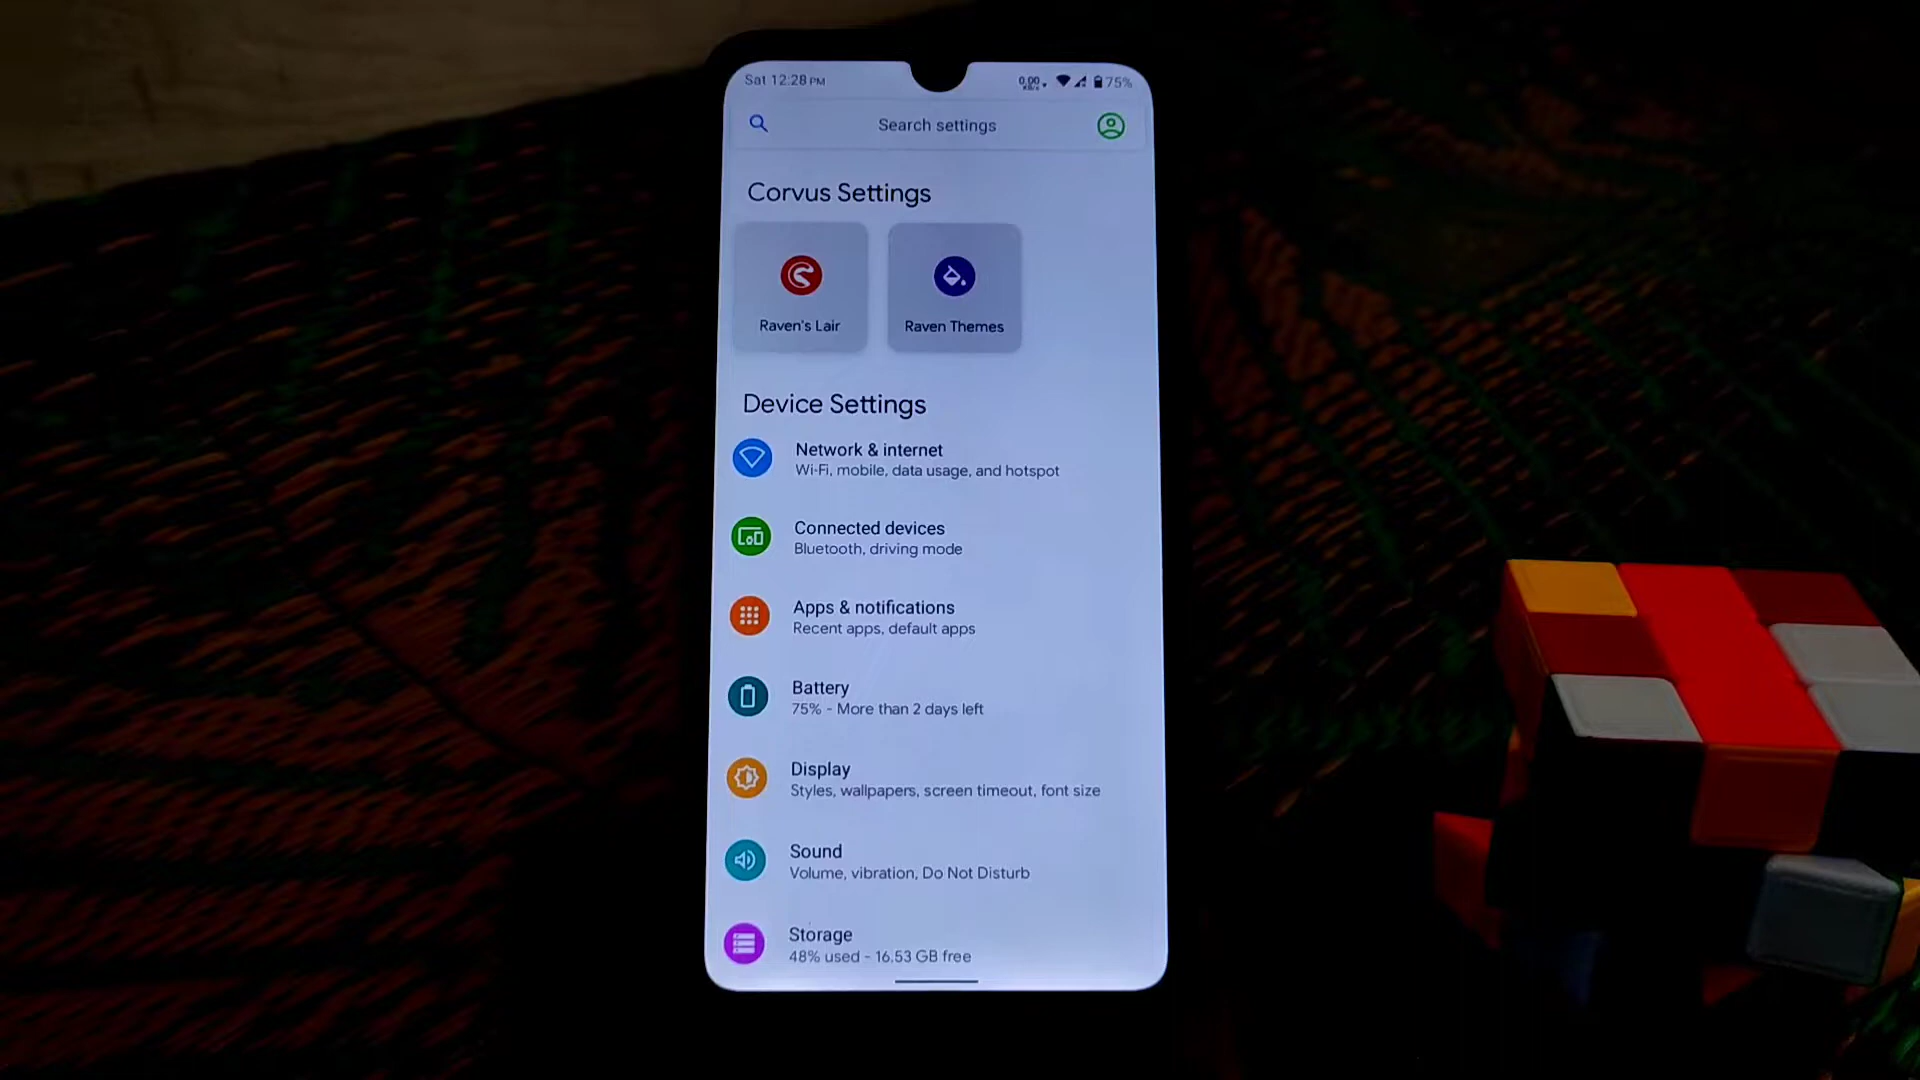 Sat 12:28 PM
0.00 KB/s 75%
Search settings
Corvus Settings
Raven's Lair
Raven Themes
Device Settings
Network & internet
Wi-Fi, mobile, data usage, and hotspot
Connected devices
Bluetooth, driving mode
Apps & notifications
Recent apps, default apps
Battery
75% - More than 2 days left
Display
Styles, wallpapers, screen timeout, font size
Sound
Volume, vibration, Do Not Disturb
Storage
48% used - 16.53 GB free